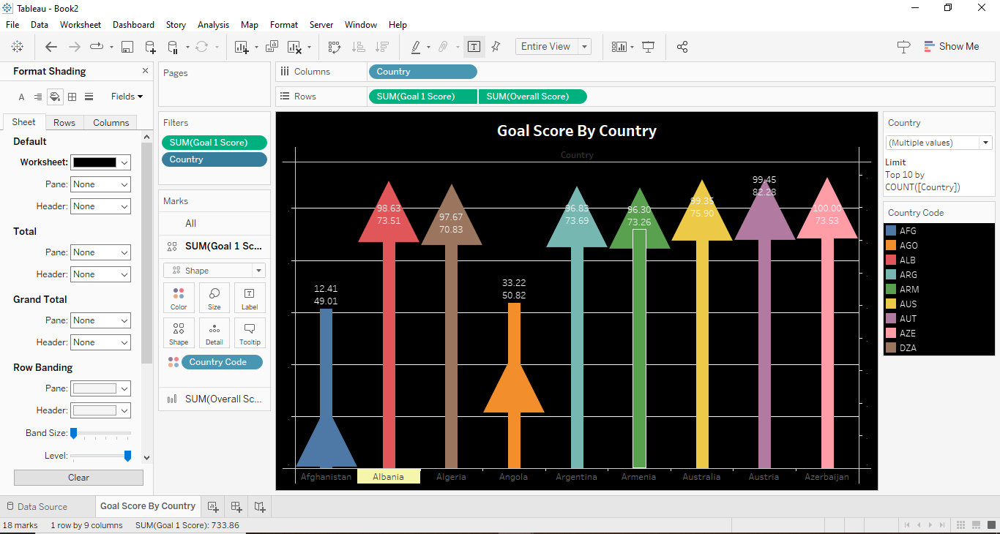 Tableau - Book2
File Data Worksheet Dashboard Story Analysis Map Format Server Window Help
Entire View
Show Me
Format Shading
Fields
Sheet Rows Columns
Default
Worksheet:
Pane: None
Header: None
Total
Pane: None
Header: None
Grand Total
Pane: None
Header: None
Row Banding
Pane:
Header:
Band Size:
Level:
Clear
Pages
Filters
SUM(Goal 1 Score)
Country
Marks
All
SUM(Goal 1 Sc...
Shape
Color Size Label
Shape Detail Tooltip
Country Code
SUM(Overall Sc...
Columns Country
Rows SUM(Goal 1 Score) SUM(Overall Score)
Goal Score By Country
Country
12.41
49.01
98.63
73.51
97.67
70.83
33.22
50.82
96.83
73.69
96.30
73.26
99.35
75.90
99.45
82.28
100.00
73.53
Afghanistan Albania Algeria Angola Argentina Armenia Australia Austria Azerbaijan
Country
(Multiple values)
Limit
Top 10 by
COUNT([Country])
Country Code
AFG
AGO
ALB
ARG
ARM
AUS
AUT
AZE
DZA
Data Source Goal Score By Country
18 marks 1 row by 9 columns SUM(Goal 1 Score): 733.86